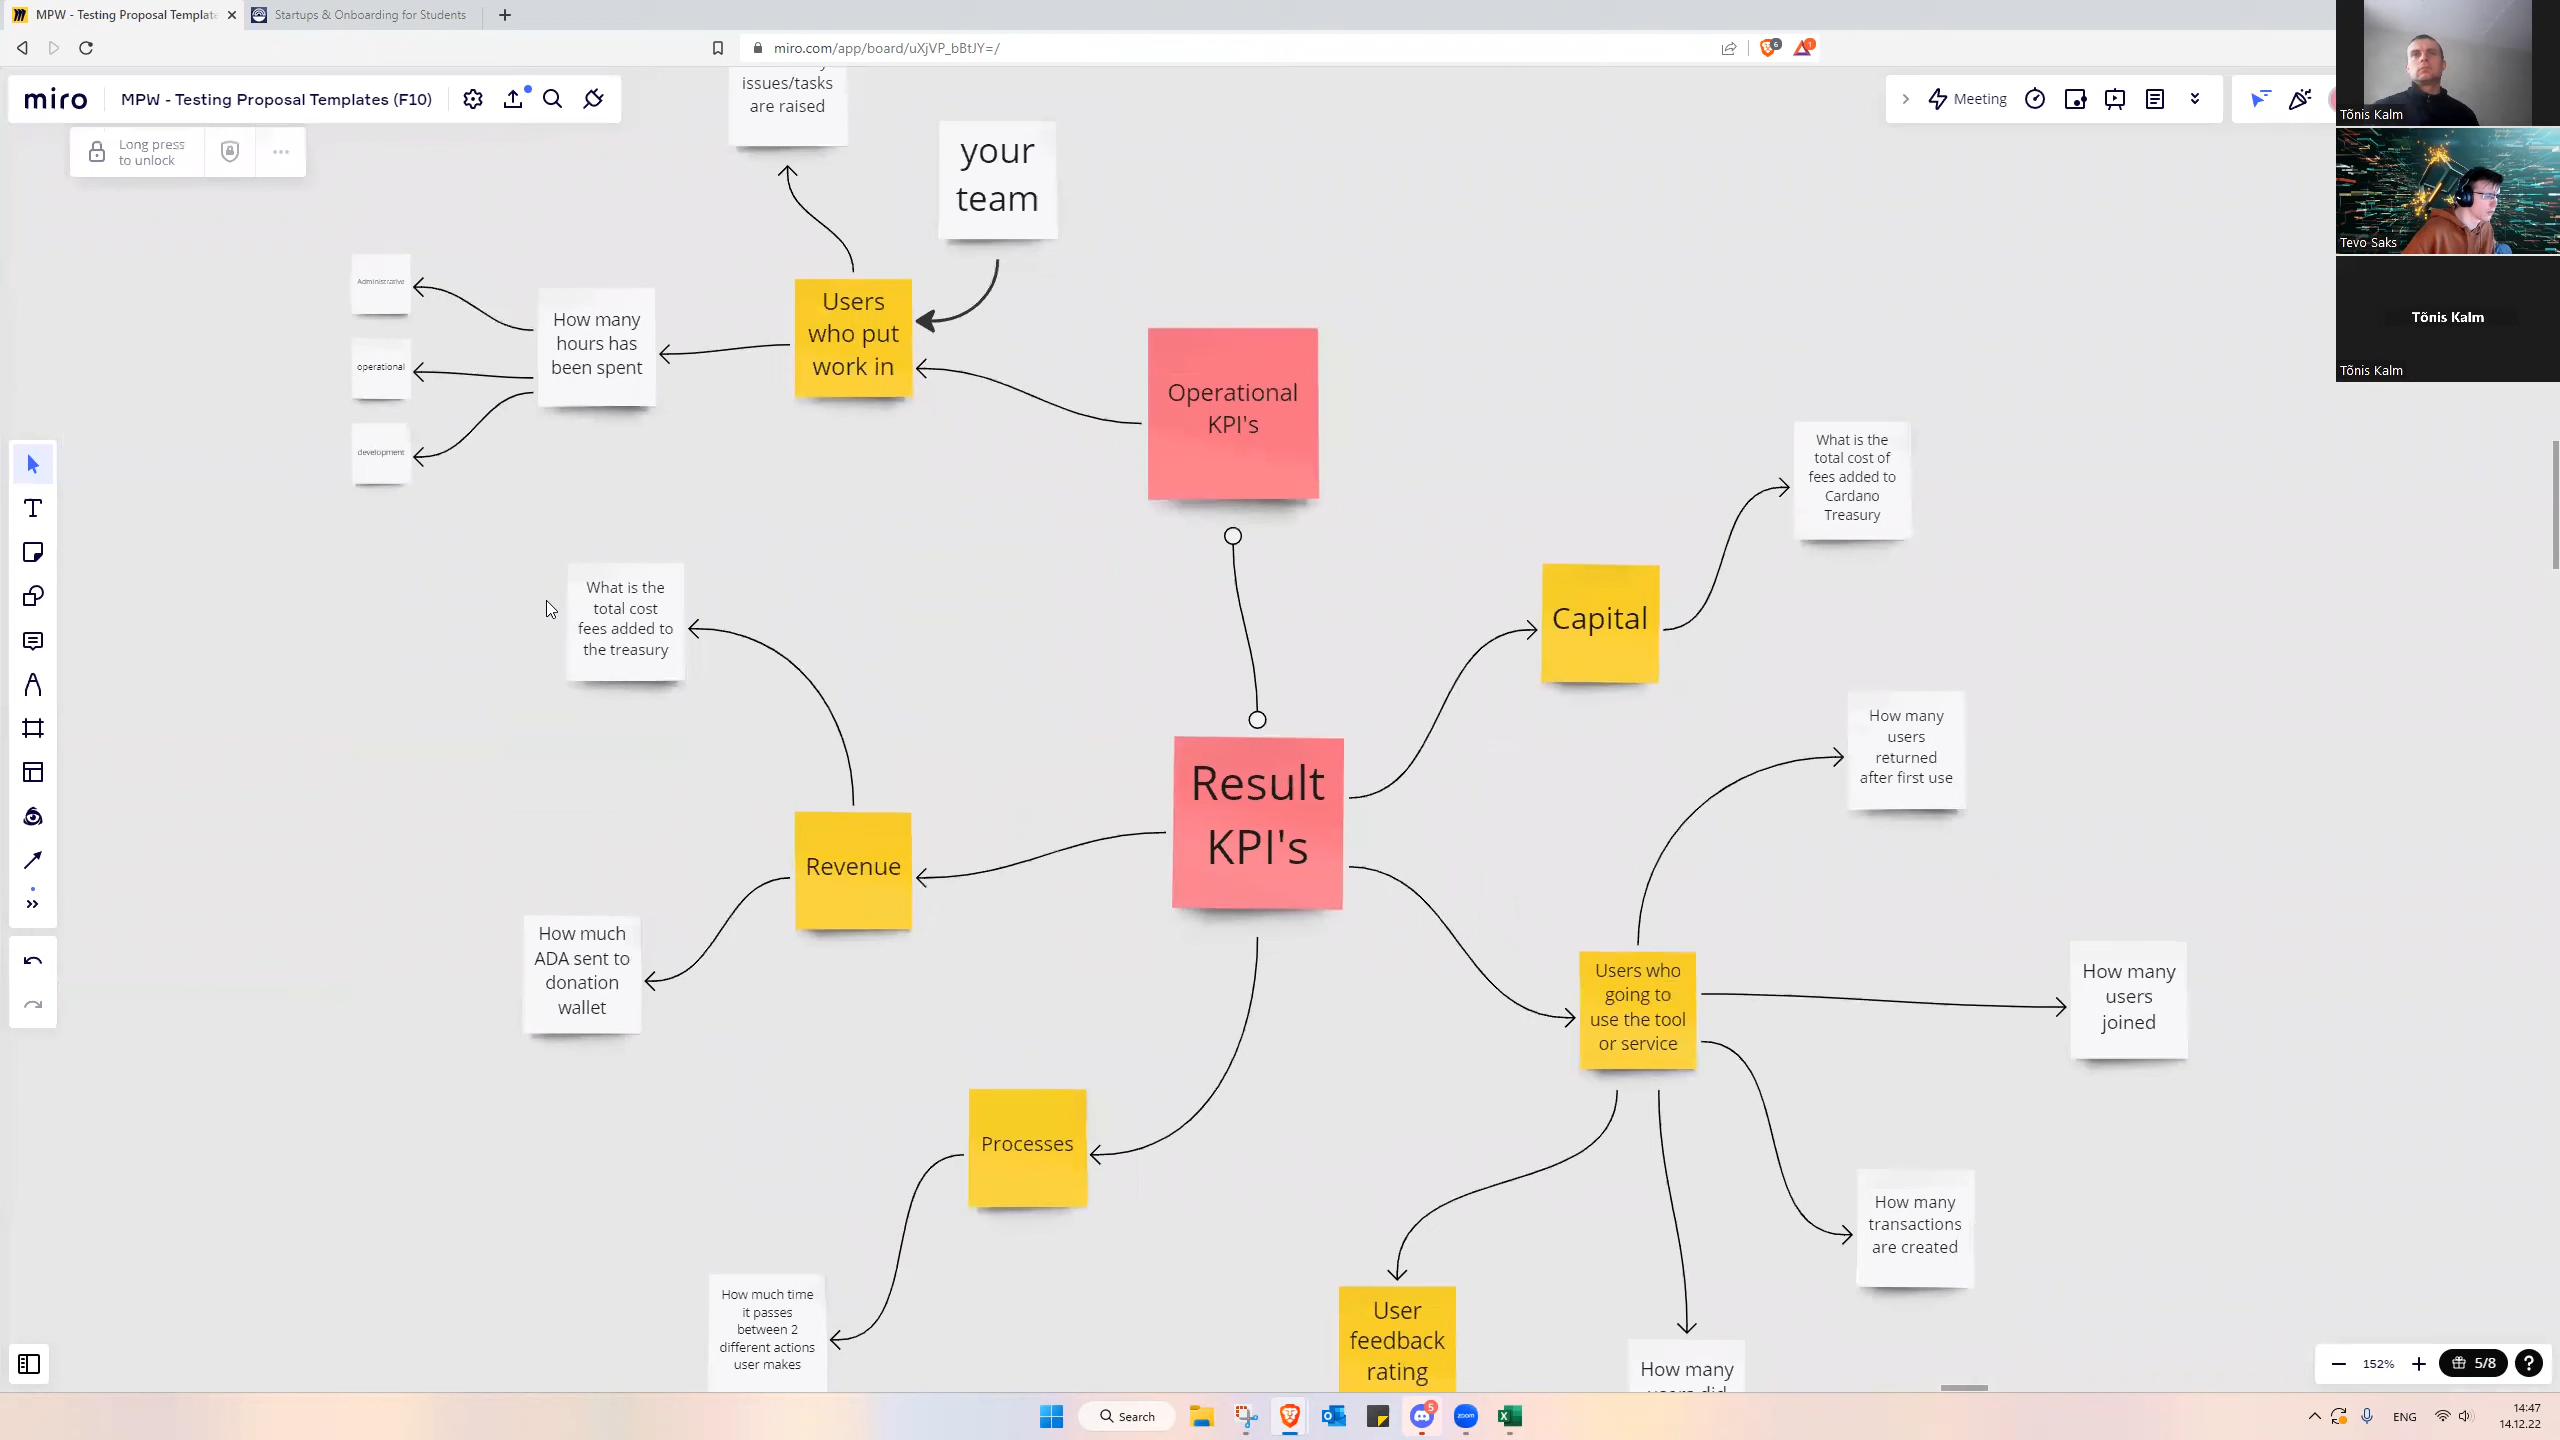 MPW - Testing Proposal Template
Startups & Onboarding for Students
miro.com/app/board/uXjVP_bBtJY=/
6
1
miro
MPW - Testing Proposal Templates (F10)
Meeting
Long press
to unlock
Tõnis Kalm
Tevo Saks
Tõnis Kalm
Tõnis Kalm
issues/tasks
are raised
your
team
Users
who put
work in
How many
hours has
been spent
Administrative
operational
development
Operational
KPI's
What is the
total cost of
fees added to
Cardano
Treasury
What is the
total cost
fees added to
the treasury
Capital
How many
users
returned
after first use
Result
KPI's
Revenue
How much
ADA sent to
donation
wallet
Users who
going to
use the tool
or service
How many
users
joined
Processes
How many
transactions
are created
How much time
it passes
between 2
different actions
user makes
User
feedback
rating
How many
152%
5/8
?
Search
5
zoom
ENG
14:47
14.12.22